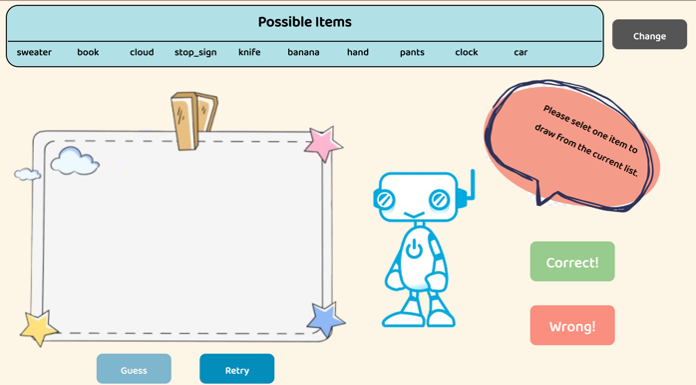 Possible Items
sweater book cloud stop_sign knife banana hand pants clock car
Change
Please selet one item to
draw from the current list.
Correct!
Wrong!
Guess
Retry